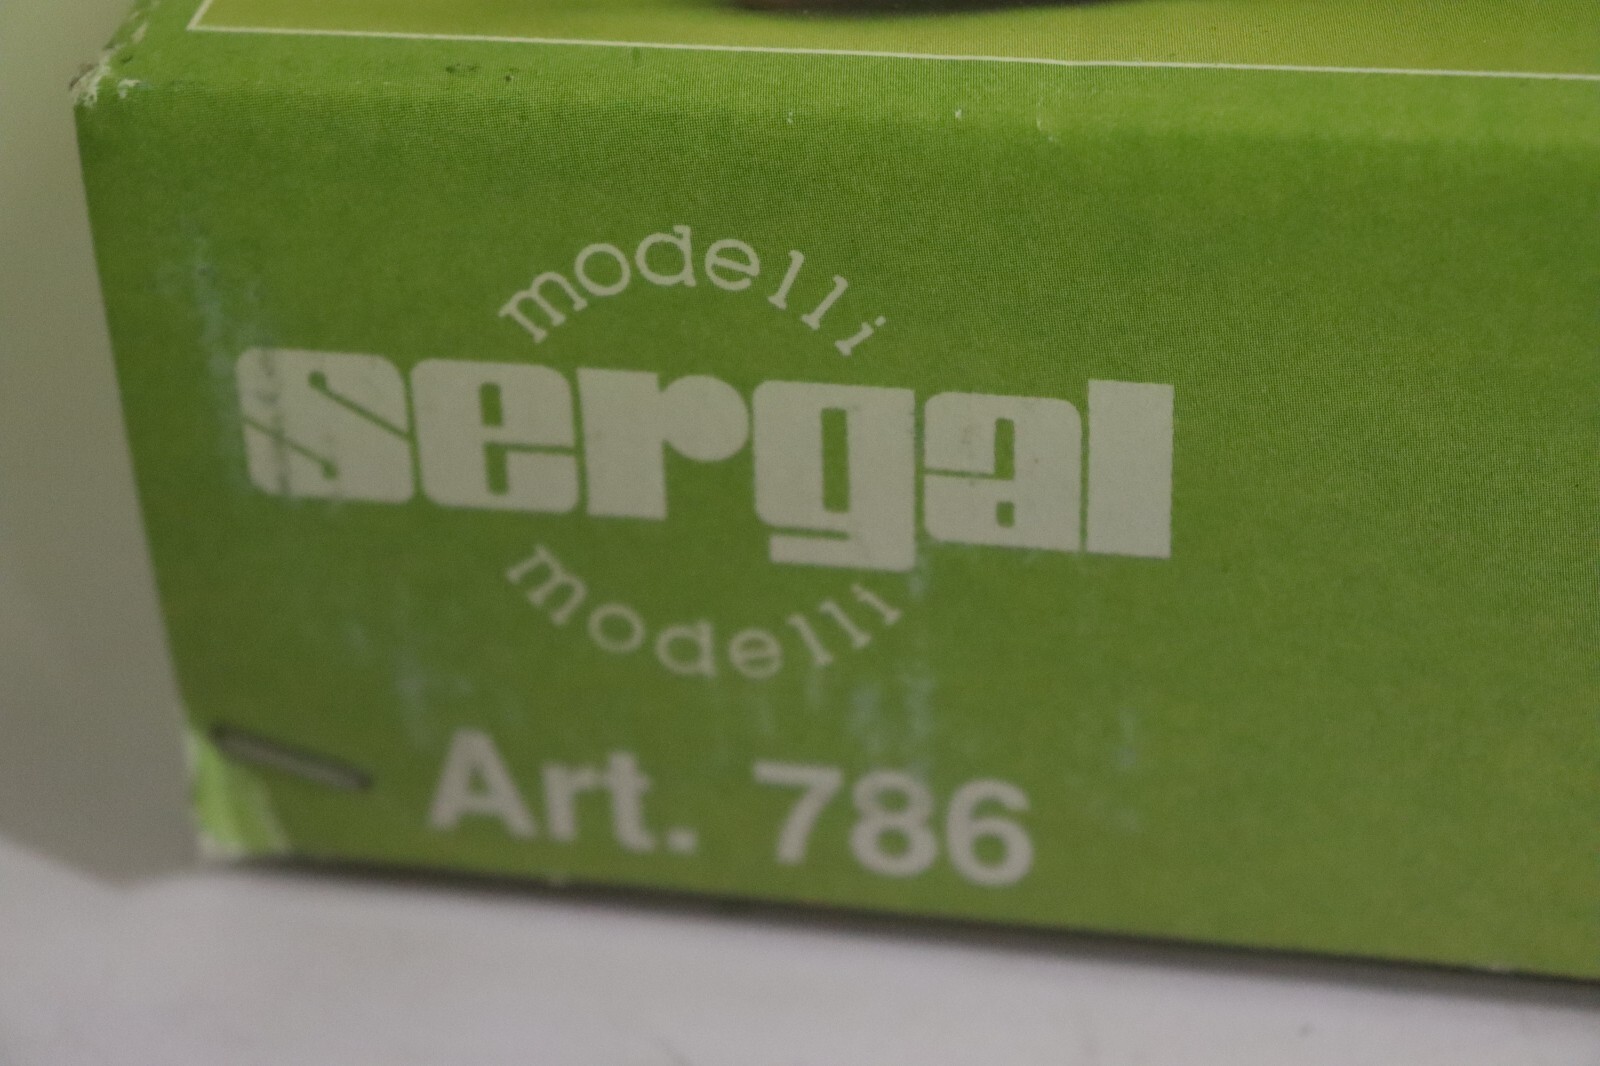 modelli
sergal
modelli
Art. 786